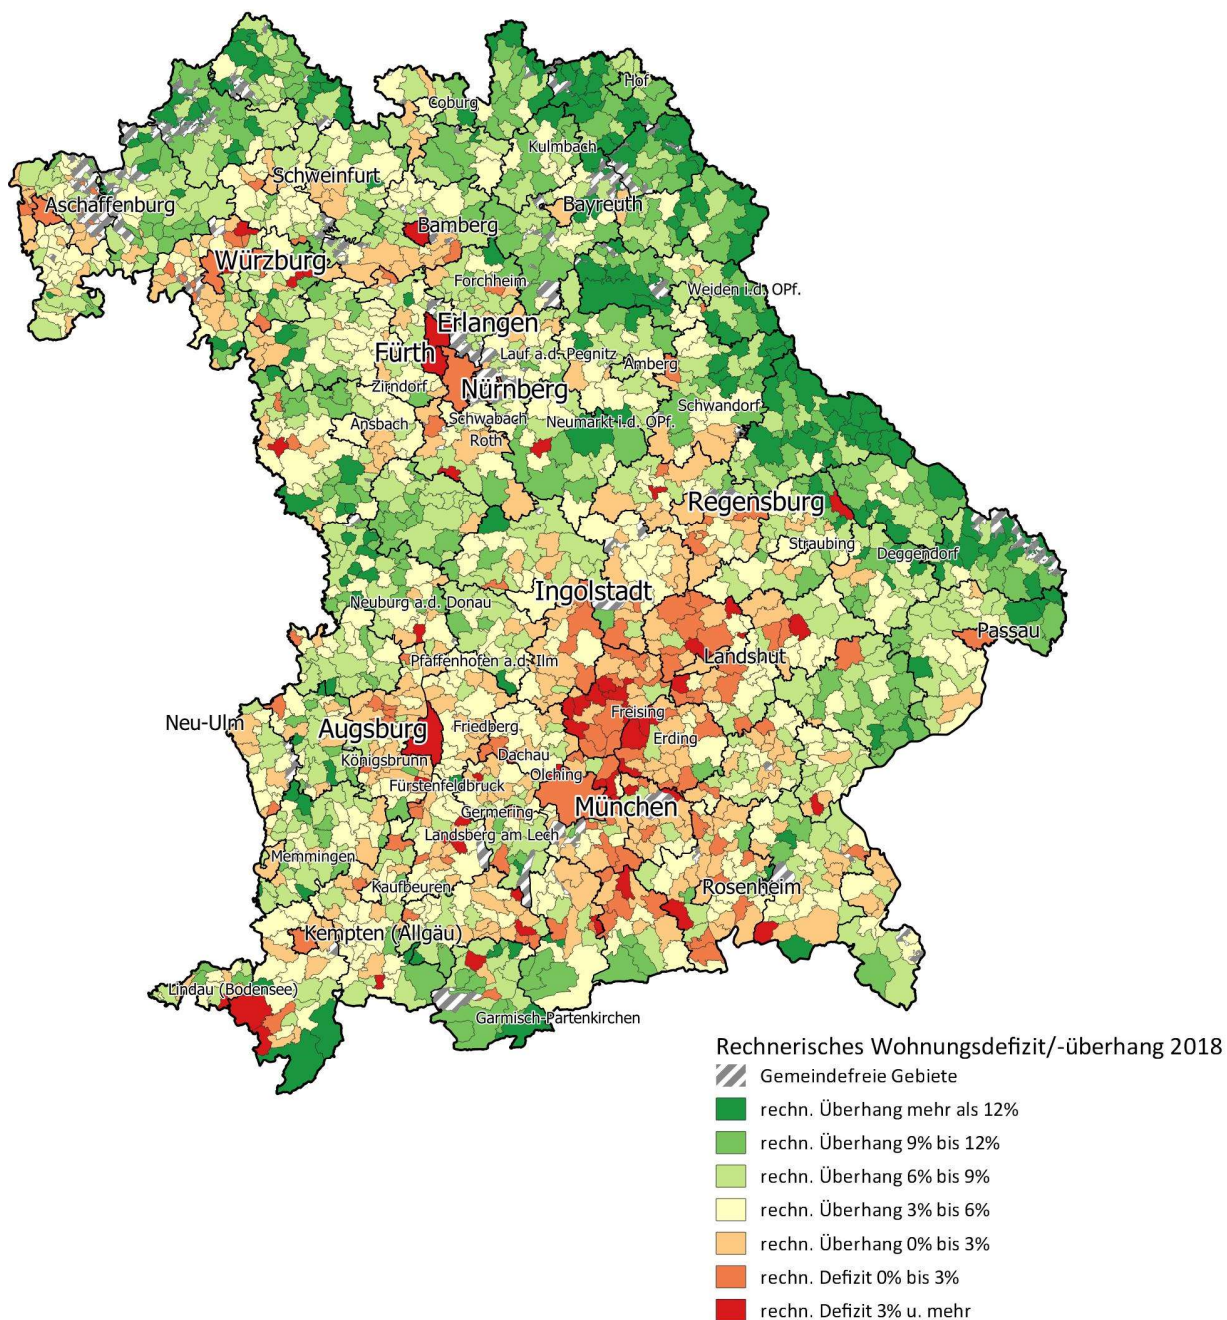 Hof
Coburg
Kulmbach
Schweinfurt
Aschaffenburg
Bayreuth
Bamberg
Würzburg
Forchheim
Weiden i.d. OPf.
Erlangen
Fürth
Lauf a.d. Pegnitz
Amberg
Zirndorf
Nürnberg
Schwandorf
Ansbach
Schwabach
Neumarkt i.d. OPf.
Roth
Regensburg
Straubing
Deggendorf
Ingolstadt
Neuburg a.d. Donau
Passau
Pfaffenhofen a.d. Ilm
Landshut
Neu-Ulm
Augsburg
Friedberg
Freising
Erding
Königsbrunn
Dachau
Olching
Fürstenfeldbruck
München
Germering
Landsberg am Lech
Memmingen
Kaufbeuren
Rosenheim
Kempten (Allgäu)
Lindau (Bodensee)
Garmisch-Partenkirchen
Rechnerisches Wohnungsdefizit/-überhang 2018
Gemeindefreie Gebiete
rechn. Überhang mehr als 12%
rechn. Überhang 9% bis 12%
rechn. Überhang 6% bis 9%
rechn. Überhang 3% bis 6%
rechn. Überhang 0% bis 3%
rechn. Defizit 0% bis 3%
rechn. Defizit 3% u. mehr